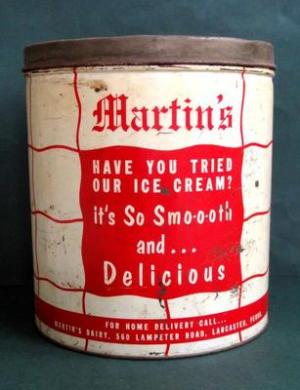 Martin's
HAVE YOU TRIED
OUR ICE CREAM?
it's So Smo-o-oth
and...
Delicious
FOR HOME DELIVERY CALL...
MARTIN'S DAIRY, 560 LAMPETER ROAD, LANCASTER, PENNA.